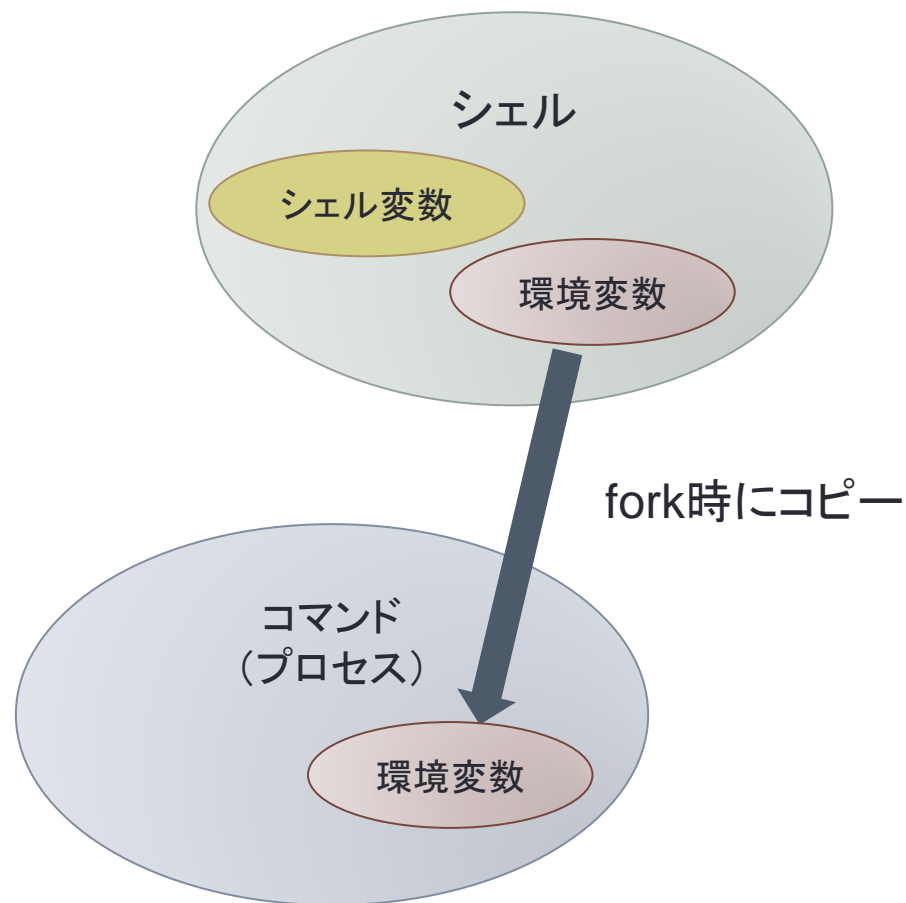 シェル
シェル変数
環境変数
fork時にコピー
コマンド
（プロセス）
環境変数